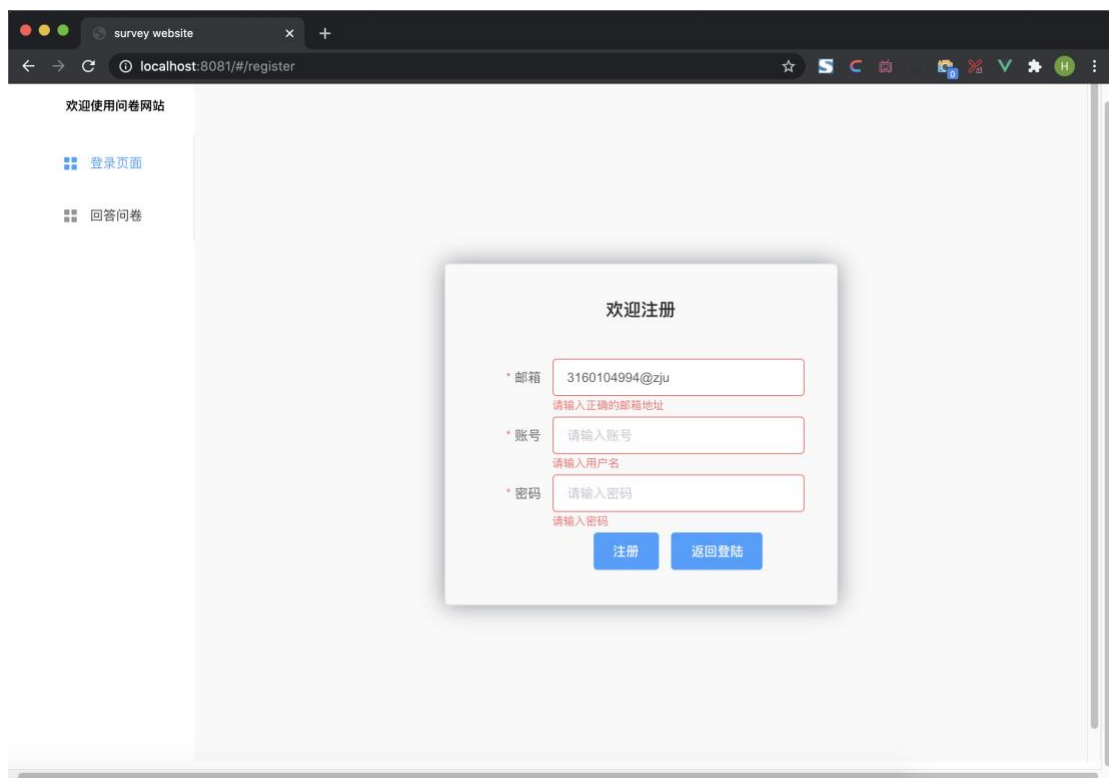 survey website
localhost:8081/#/register
S C 0 V H
欢迎使用问卷网站
登录页面
回答问卷
欢迎注册
* 邮箱 3160104994@zju
请输入正确的邮箱地址
* 账号 请输入账号
请输入用户名
* 密码 请输入密码
请输入密码
注册 返回登陆